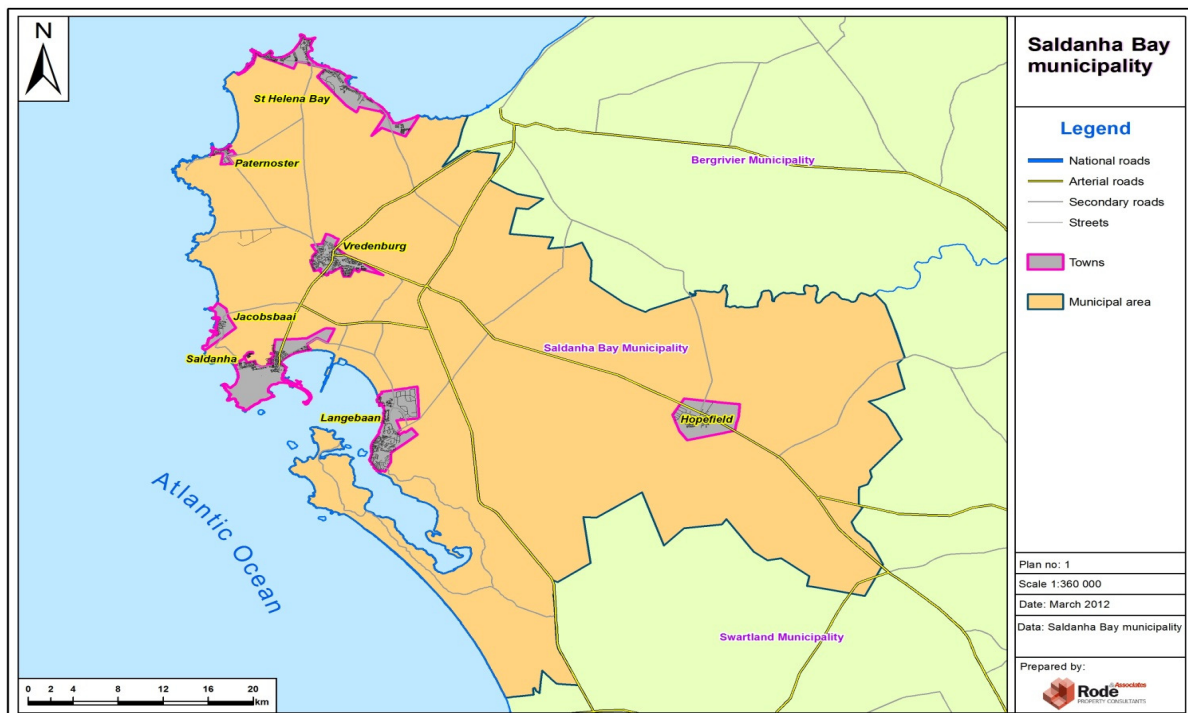 N
St Helena Bay
Paternoster
Vredenburg
Jacobsbaai
Saldanha
Langebaan
Hopefield
Bergrivier Municipality
Saldanha Bay Municipality
Swartland Municipality
Atlantic Ocean
0 2 4 8 12 16 20
km
Saldanha Bay
municipality
Legend
National roads
Arterial roads
Secondary roads
Streets
Towns
Municipal area
Plan no: 1
Scale 1:360 000
Date: March 2012
Data: Saldanha Bay municipality
Prepared by:
Rode
& Associates
PROPERTY CONSULTANTS